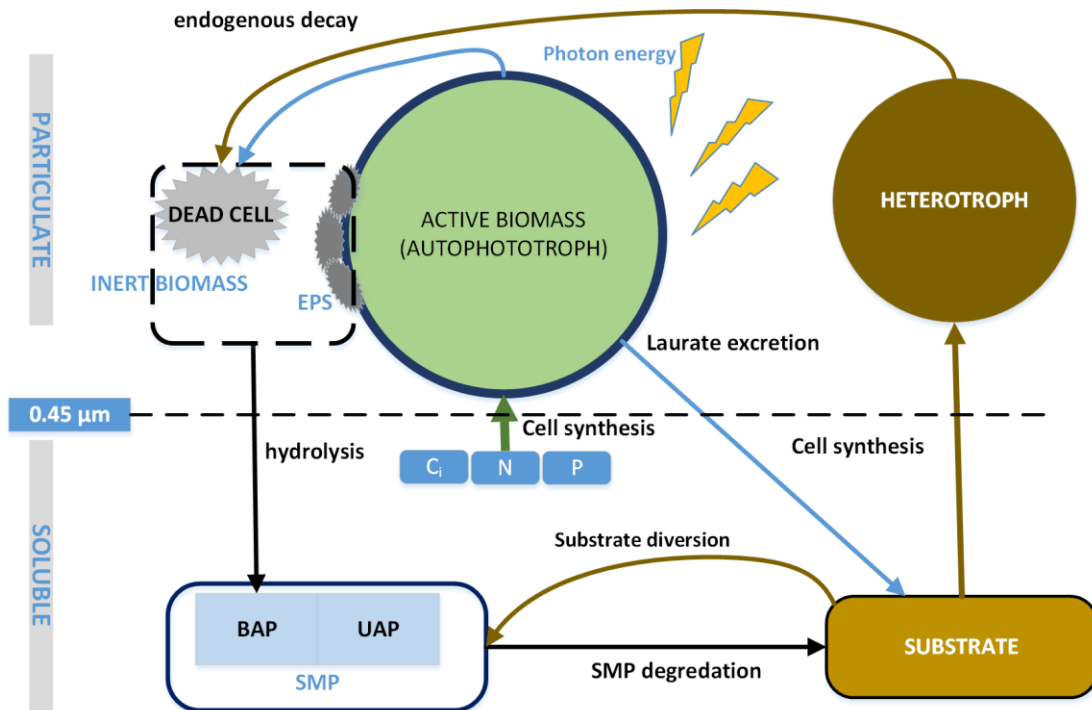 endogenous decay
Photon energy
PARTICULATE
DEAD CELL
ACTIVE BIOMASS
(AUTOPHOTOTROPH)
HETEROTROPH
INERT BIOMASS
EPS
Laurate excretion
0.45 µm
Cell synthesis
Cell synthesis
hydrolysis
Ci
N
P
SOLUBLE
Substrate diversion
BAP
UAP
SUBSTRATE
SMP
SMP degredation